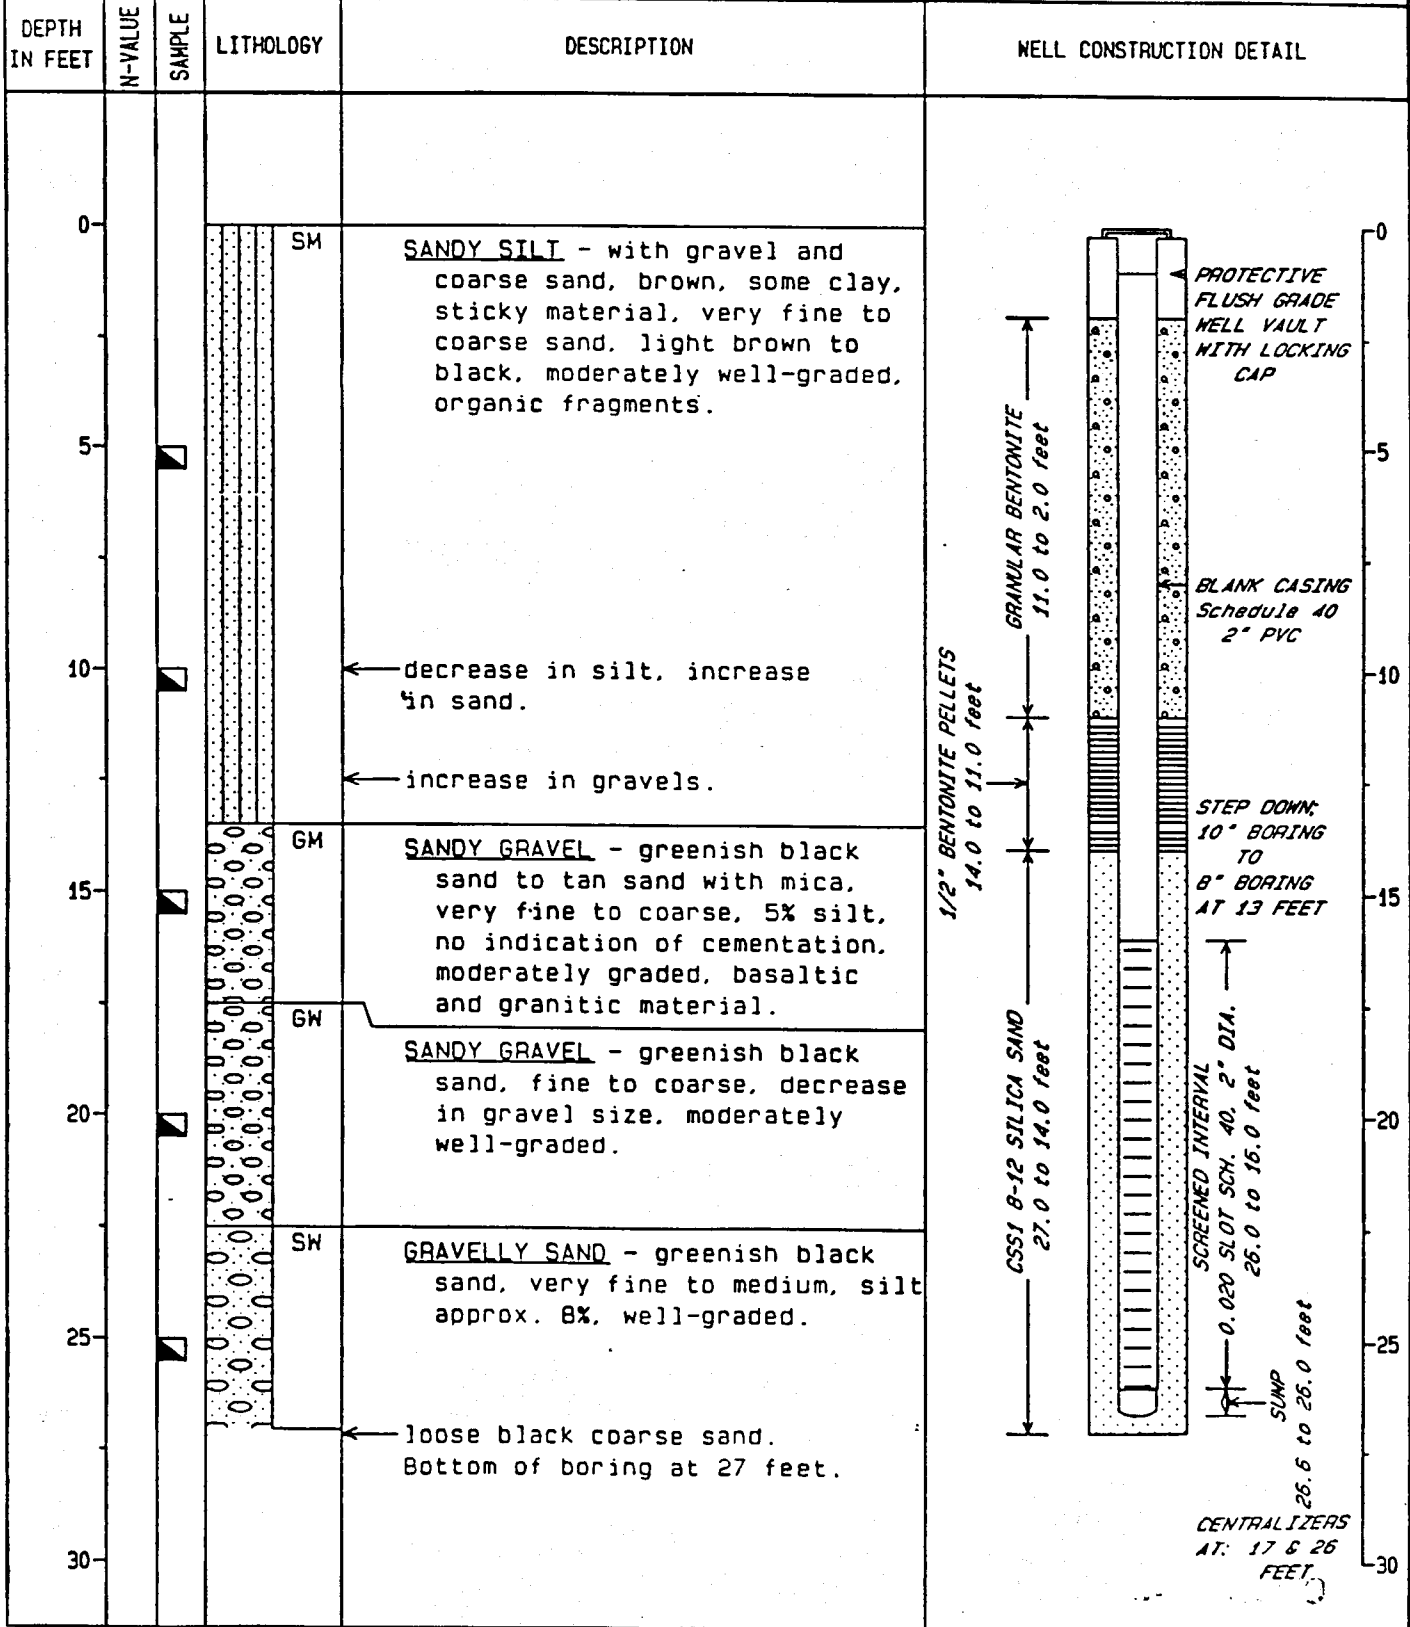 DEPTH
IN FEET
N-VALUE
SAMPLE
LITHOLOGY
DESCRIPTION
WELL CONSTRUCTION DETAIL
0
5
10
15
20
25
30
SM
SANDY SILT - with gravel and
coarse sand, brown, some clay,
sticky material, very fine to
coarse sand, light brown to
black, moderately well-graded,
organic fragments.
decrease in silt, increase
in sand.
increase in gravels.
GM
SANDY GRAVEL - greenish black
sand to tan sand with mica,
very fine to coarse, 5% silt,
no indication of cementation,
moderately graded, basaltic
and granitic material.
GW
SANDY GRAVEL - greenish black
sand, fine to coarse, decrease
in gravel size, moderately
well-graded.
SW
GRAVELLY SAND - greenish black
sand, very fine to medium, silt
approx. 8%, well-graded.
loose black coarse sand.
Bottom of boring at 27 feet.
GRANULAR BENTONITE
11.0 to 2.0 feet
1/2" BENTONITE PELLETS
14.0 to 11.0 feet
CSSI 8-12 SILICA SAND
27.0 to 14.0 feet
PROTECTIVE
FLUSH GRADE
WELL VAULT
WITH LOCKING
CAP
BLANK CASING
Schedule 40
2" PVC
STEP DOWN;
10" BORING
TO
8" BORING
AT 13 FEET
SCREENED INTERVAL
0.020 SLOT SCH. 40, 2" DIA.
26.0 to 16.0 feet
SUMP
26.6 to 26.0 feet
CENTRALIZERS
AT: 17 & 26
FEET
0
5
10
15
20
25
30